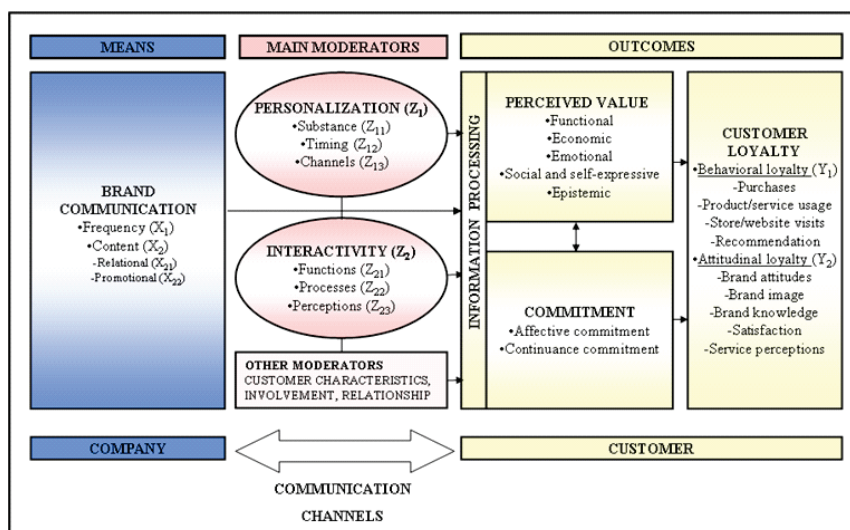 MEANS
MAIN MODERATORS
OUTCOMES
BRAND
COMMUNICATION
•Frequency (X1)
•Content (X2)
-Relational (X21)
-Promotional (X22)
PERSONALIZATION (Z1)
•Substance (Z11)
•Timing (Z12)
•Channels (Z13)
INTERACTIVITY (Z2)
•Functions (Z21)
•Processes (Z22)
•Perceptions (Z23)
OTHER MODERATORS
CUSTOMER CHARACTERISTICS,
INVOLVEMENT, RELATIONSHIP
INFORMATION PROCESSING
PERCEIVED VALUE
•Functional
•Economic
•Emotional
•Social and self-expressive
•Epistemic
COMMITMENT
•Affective commitment
•Continuance commitment
CUSTOMER
LOYALTY
•Behavioral loyalty (Y1)
-Purchases
-Product/service usage
-Store/website visits
-Recommendation
•Attitudinal loyalty (Y2)
-Brand attitudes
-Brand image
-Brand knowledge
-Satisfaction
-Service perceptions
COMPANY
CUSTOMER
COMMUNICATION
CHANNELS